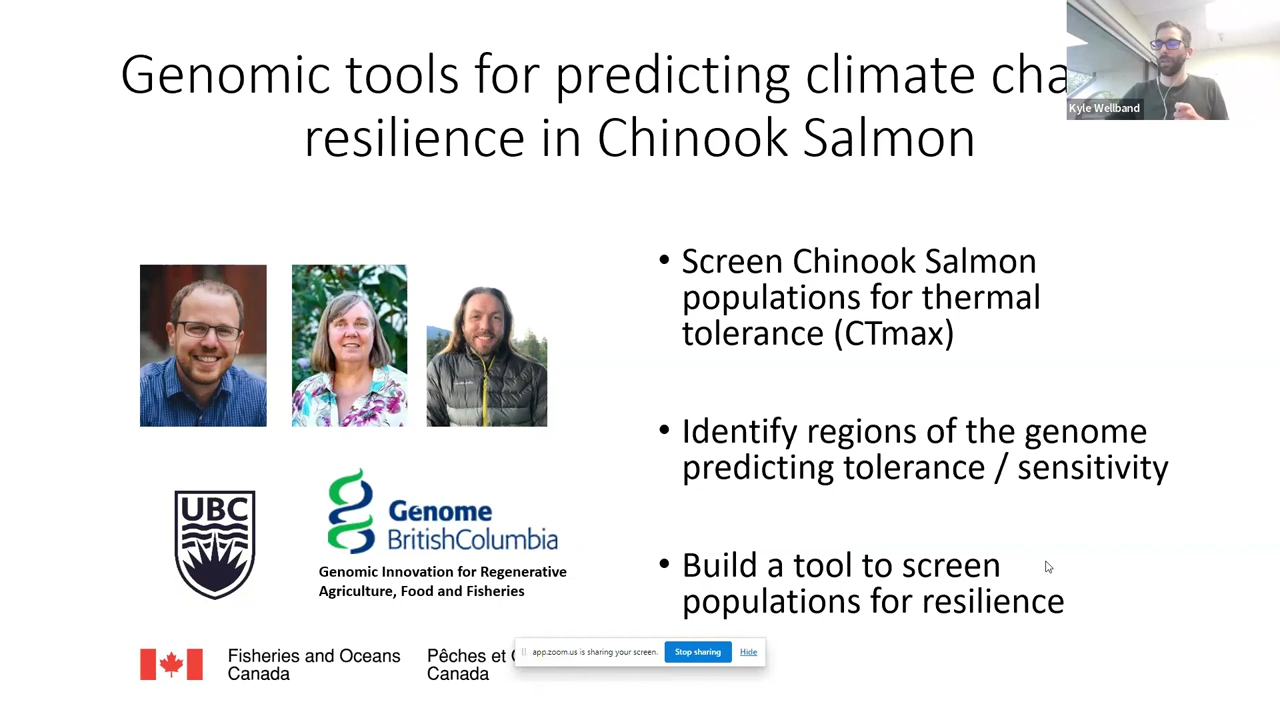 Genomic tools for predicting climate cha
resilience in Chinook Salmon
Kyle Wellband
• Screen Chinook Salmon
populations for thermal
tolerance (CTmax)
• Identify regions of the genome
predicting tolerance / sensitivity
• Build a tool to screen
populations for resilience
UBC
Genome
BritishColumbia
Genomic Innovation for Regenerative
Agriculture, Food and Fisheries
Fisheries and Oceans
Canada
Pêches et
Canada
app.zoom.us is sharing your screen.
Stop sharing
Hide